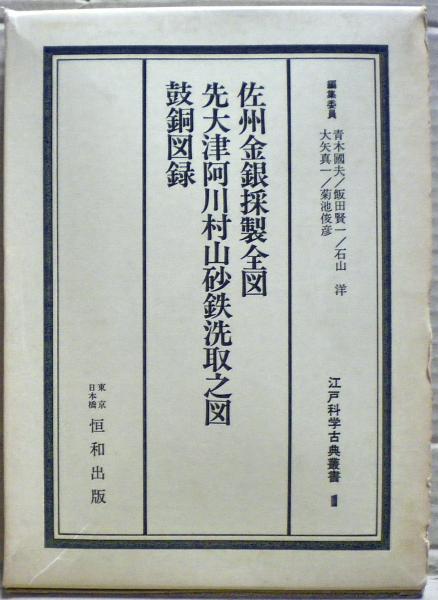 編集委員
青木國夫／飯田賢一／石山 洋
大矢真一／菊池俊彦
江戸科学古典叢書 1
佐州金銀採製全図
先大津阿川村山砂鉄洗取之図
鼓銅図録
東京
日本橋
恒和出版